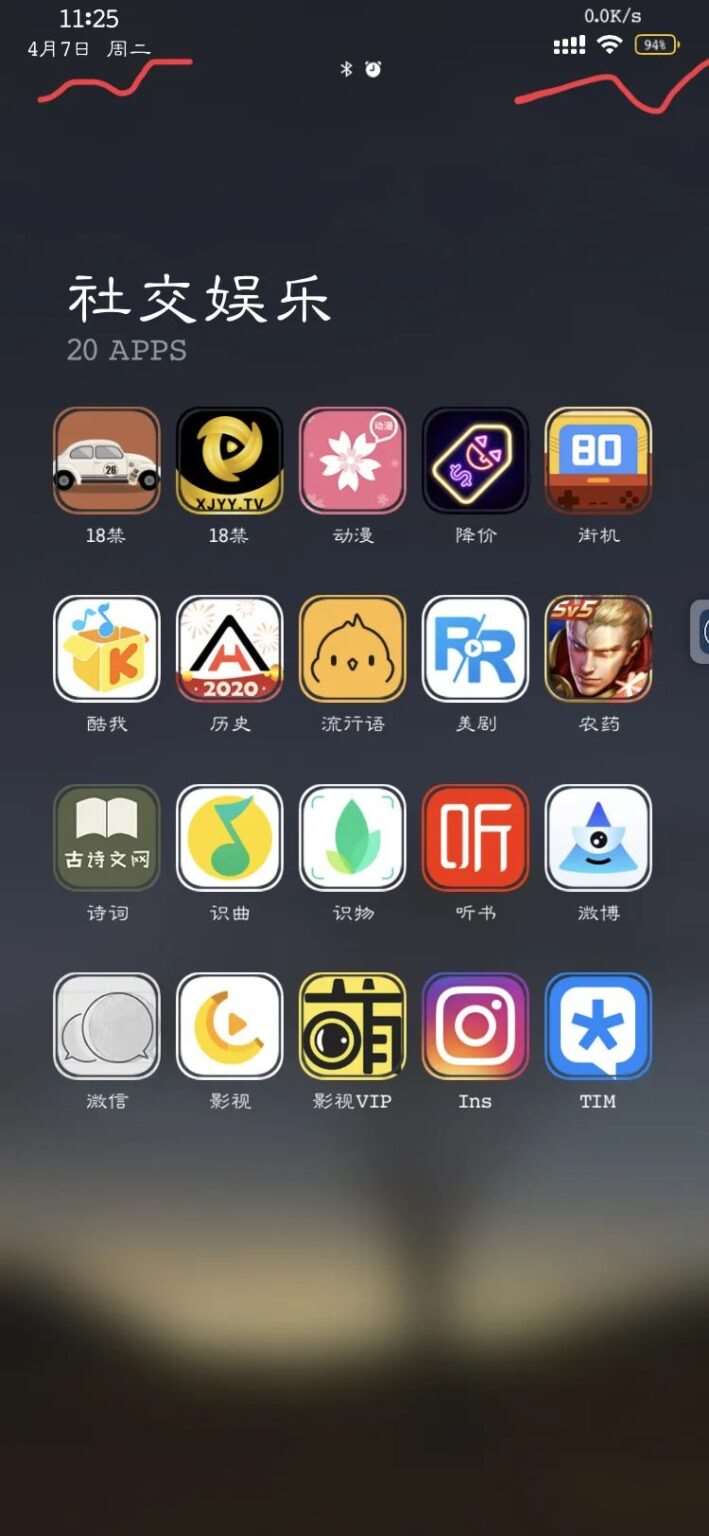 11:25
0.0K/s
4月7日 周二
94%
社交娱乐
20 APPS
26
XJYY.TV
动漫
80
18禁 18禁 动漫 降价 街机
K
2020
RR
5v5
酷我 历史 流行语 美剧 农药
古诗文网
听
诗词 识曲 识物 听书 微博
萌
微信 影视 影视VIP Ins TIM